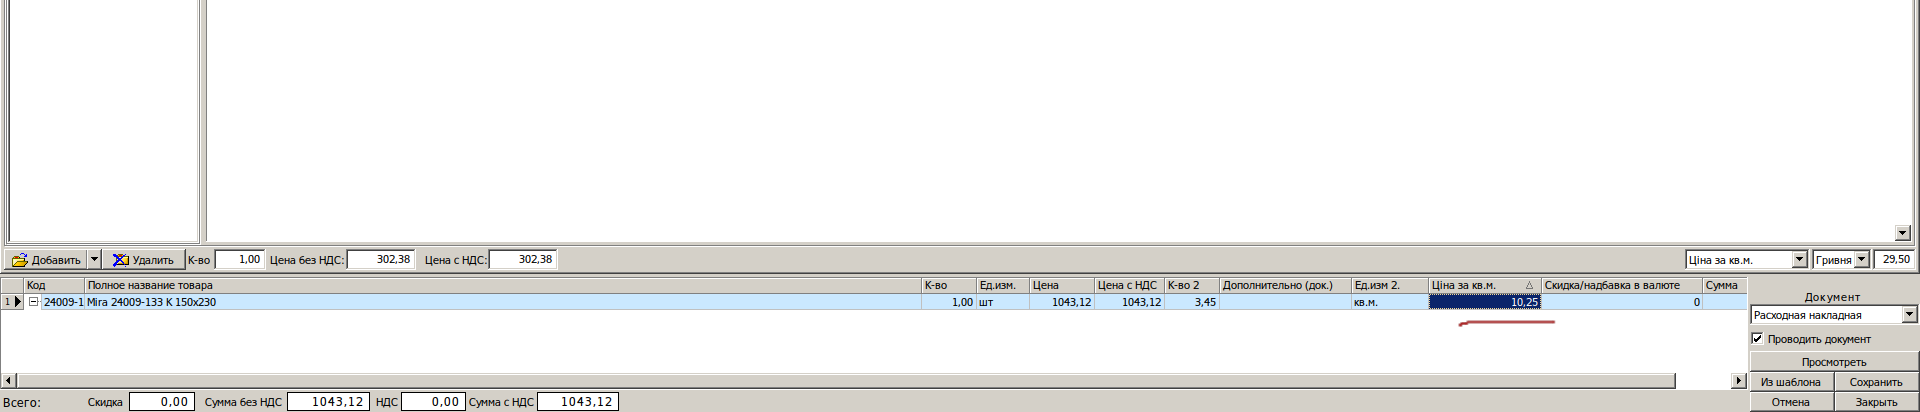 Добавить Удалить К-во 1,00 Цена без НДС: 302,38 Цена с НДС: 302,38 Ціна за кв.м. Гривня 29,50
Код Полное название товара К-во Ед.изм. Цена Цена с НДС К-во 2 Дополнительно (док.) Ед.изм 2. Ціна за кв.м. Скидка/надбавка в валюте Сумма
1 24009-1 Mira 24009-133 K 150x230 1,00 шт 1043,12 1043,12 3,45 кв.м. 10,25 0
Документ
Расходная накладная
Проводить документ
Просмотреть
Из шаблона Сохранить
Отмена Закрыть
Всего: Скидка 0,00 Сумма без НДС 1043,12 НДС 0,00 Сумма с НДС 1043,12